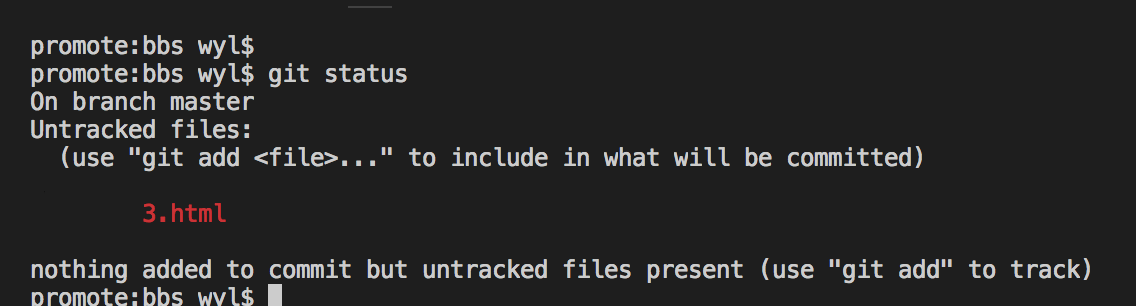 promote:bbs wyl$
promote:bbs wyl$ git status
On branch master
Untracked files:
  (use "git add <file>..." to include in what will be committed)
        3.html
nothing added to commit but untracked files present (use "git add" to track)
promote:bbs wyl$